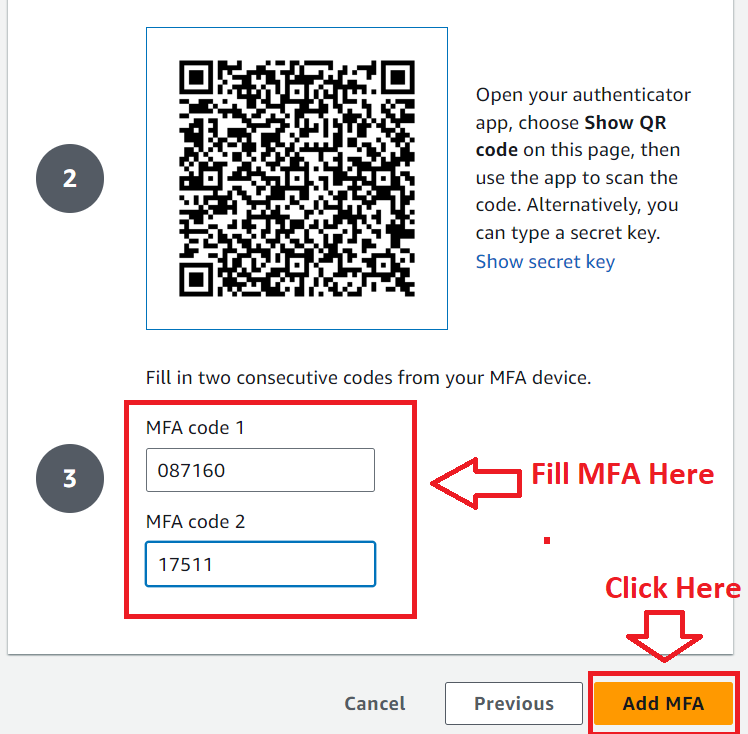 2
Open your authenticator
app, choose Show QR
code on this page, then
use the app to scan the
code. Alternatively, you
can type a secret key.
Show secret key
Fill in two consecutive codes from your MFA device.
3
MFA code 1
087160
Fill MFA Here
MFA code 2
17511
Click Here
Cancel
Previous
Add MFA